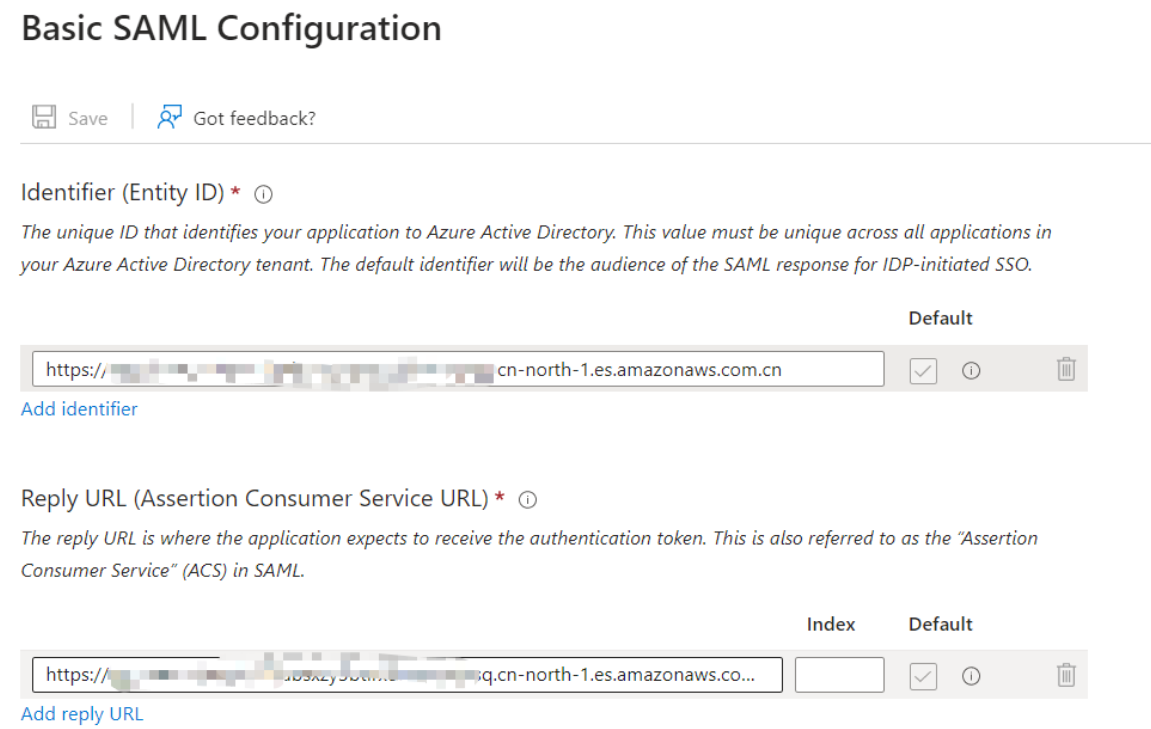 Basic SAML Configuration
Save
Got feedback?
Identifier (Entity ID) *
The unique ID that identifies your application to Azure Active Directory. This value must be unique across all applications in
your Azure Active Directory tenant. The default identifier will be the audience of the SAML response for IDP-initiated SSO.
Default
https:// cn-north-1.es.amazonaws.com.cn
Add identifier
Reply URL (Assertion Consumer Service URL) *
The reply URL is where the application expects to receive the authentication token. This is also referred to as the “Assertion
Consumer Service” (ACS) in SAML.
Index Default
https:// sq.cn-north-1.es.amazonaws.co...
Add reply URL